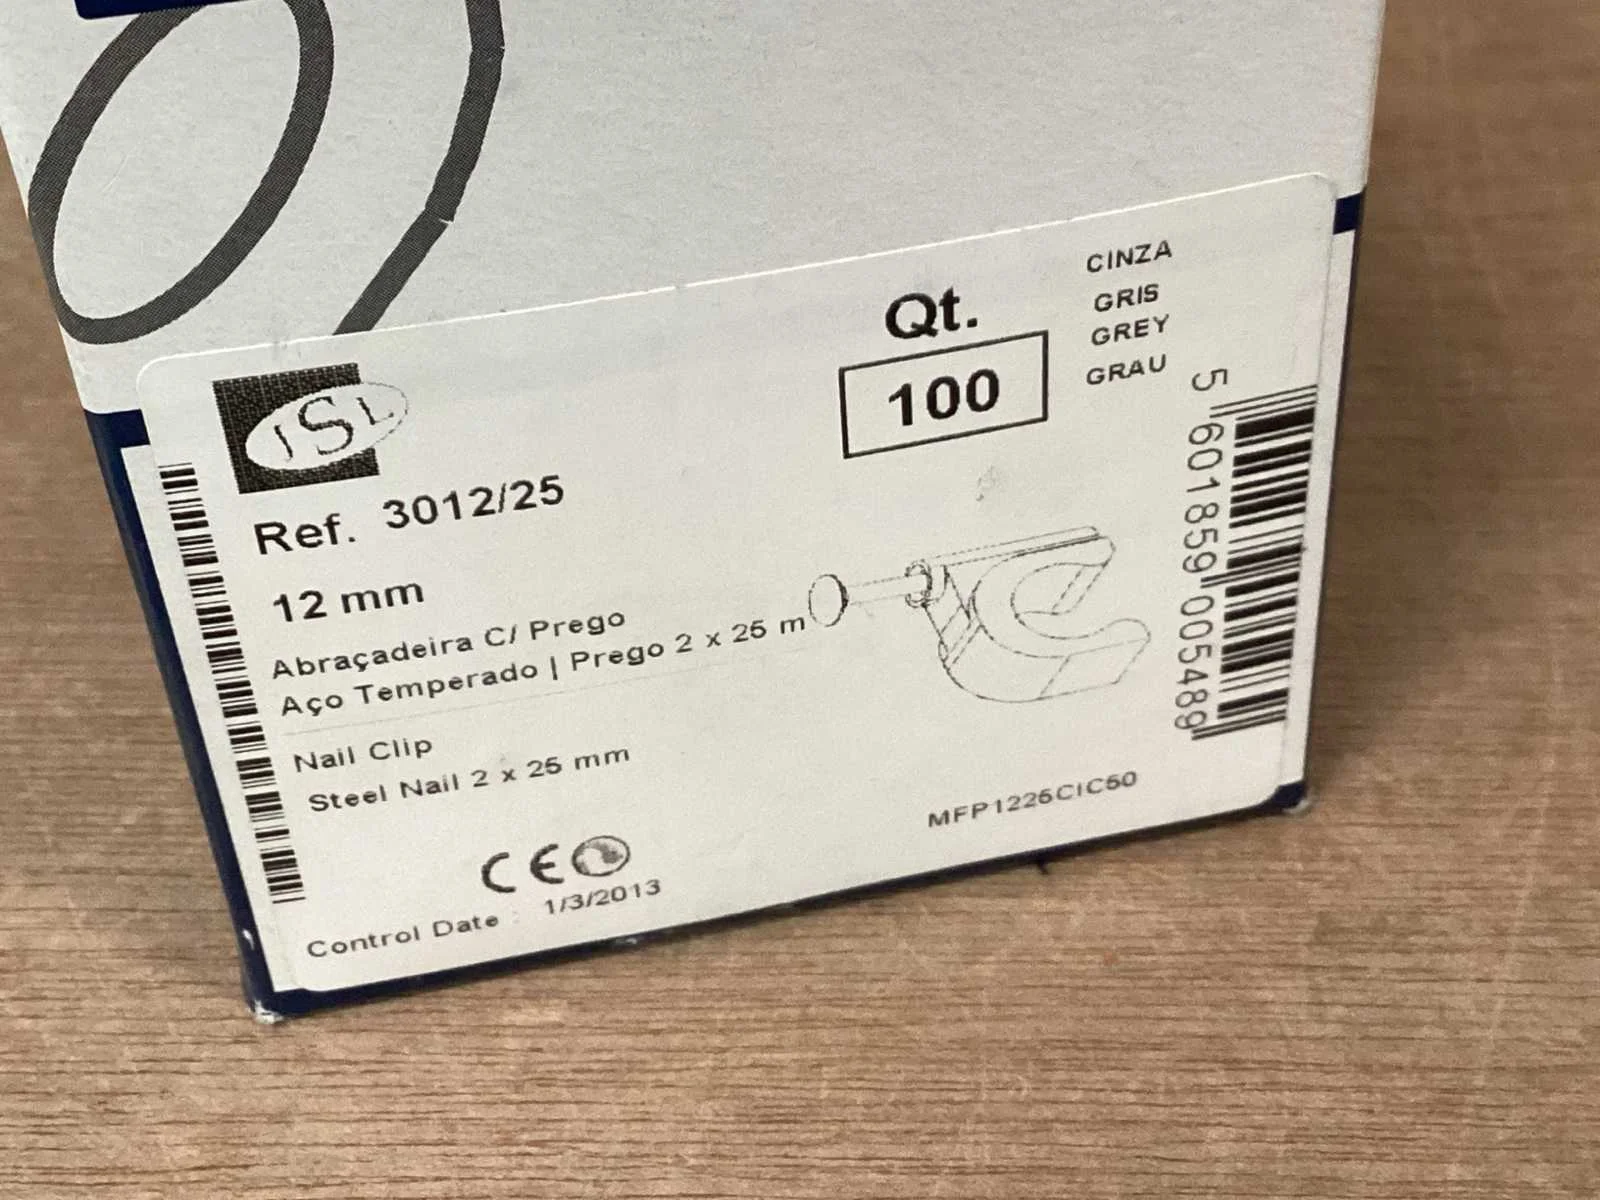 JSL
Qt.
100
CINZA
GRIS
GREY
GRAU
Ref. 3012/25
12 mm
Abraçadeira C/ Prego
Aço Temperado | Prego 2 x 25 m
Nail Clip
Steel Nail 2 x 25 mm
CE
Control Date : 1/3/2013
MFP1225CIC50
5 601859 005489